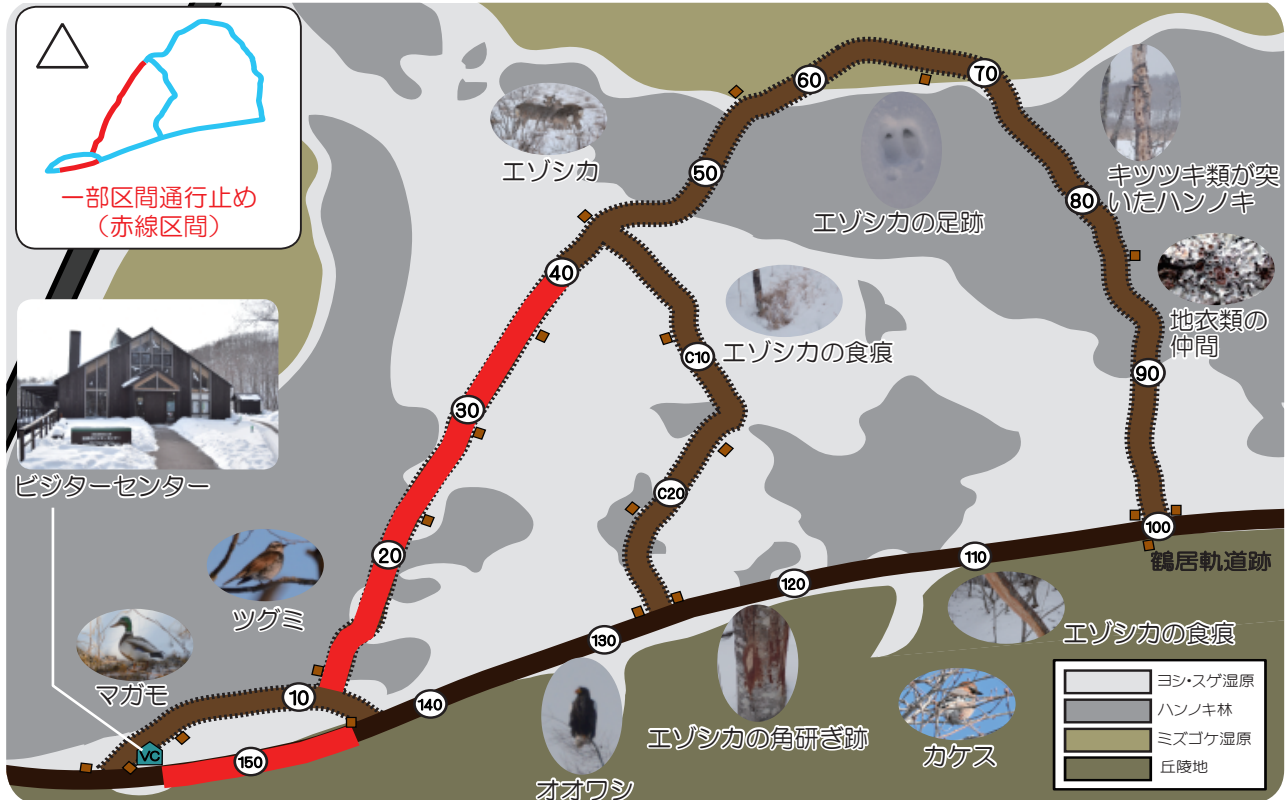 一部区間通行止め
（赤線区間）
エゾシカ
エゾシカの足跡
キツツキ類が突
いたハンノキ
地衣類の
仲間
エゾシカの食痕
ビジターセンター
ツグミ
マガモ
VC
10
20
30
40
50
60
70
80
90
100
110
120
130
140
150
C10
C20
鶴居軌道跡
エゾシカの食痕
エゾシカの角研ぎ跡
オオワシ
カケス
ヨシ・スゲ湿原
ハンノキ林
ミズゴケ湿原
丘陵地